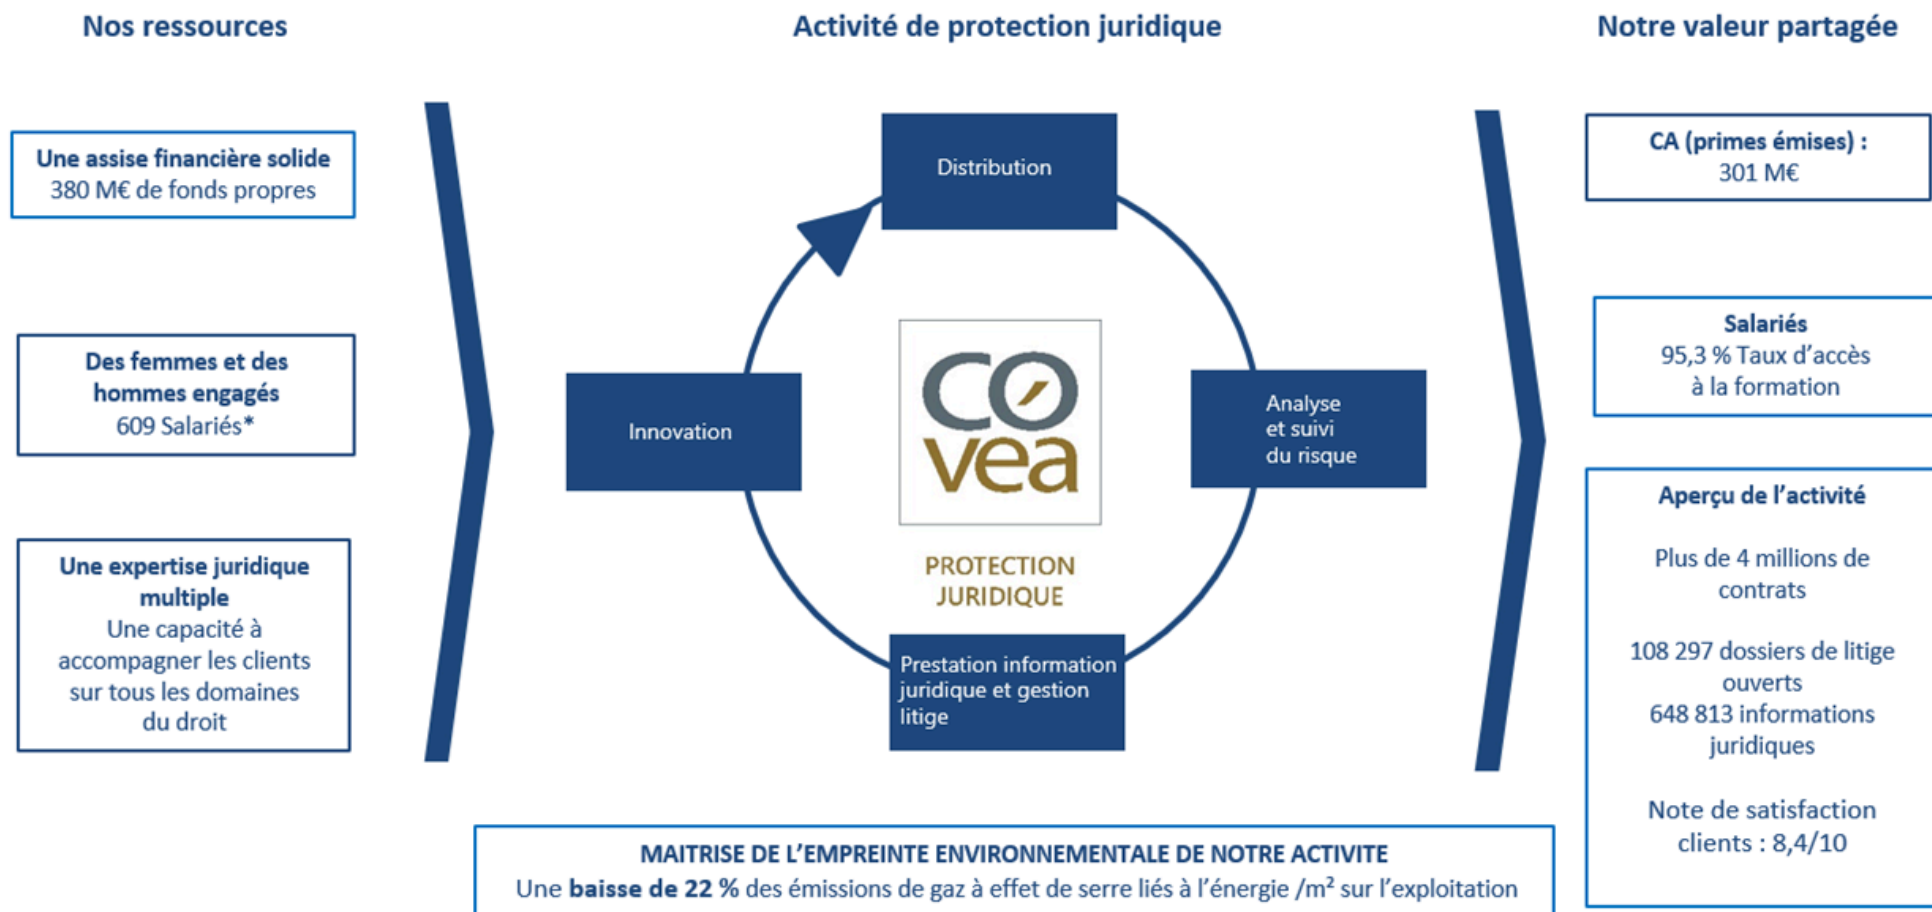 Nos ressources
Activité de protection juridique
Notre valeur partagée
Une assise financière solide
380 M€ de fonds propres
Des femmes et des
hommes engagés
609 Salariés*
Une expertise juridique
multiple
Une capacité à
accompagner les clients
sur tous les domaines
du droit
Distribution
Innovation
Analyse
et suivi
du risque
CÓ
véa
PROTECTION
JURIDIQUE
Prestation information
juridique et gestion
litige
CA (primes émises) :
301 M€
Salariés
95,3 % Taux d’accès
à la formation
Aperçu de l’activité
Plus de 4 millions de
contrats
108 297 dossiers de litige
ouverts
648 813 informations
juridiques
Note de satisfaction
clients : 8,4/10
MAITRISE DE L’EMPREINTE ENVIRONNEMENTALE DE NOTRE ACTIVITE
Une baisse de 22 % des émissions de gaz à effet de serre liés à l’énergie /m² sur l’exploitation